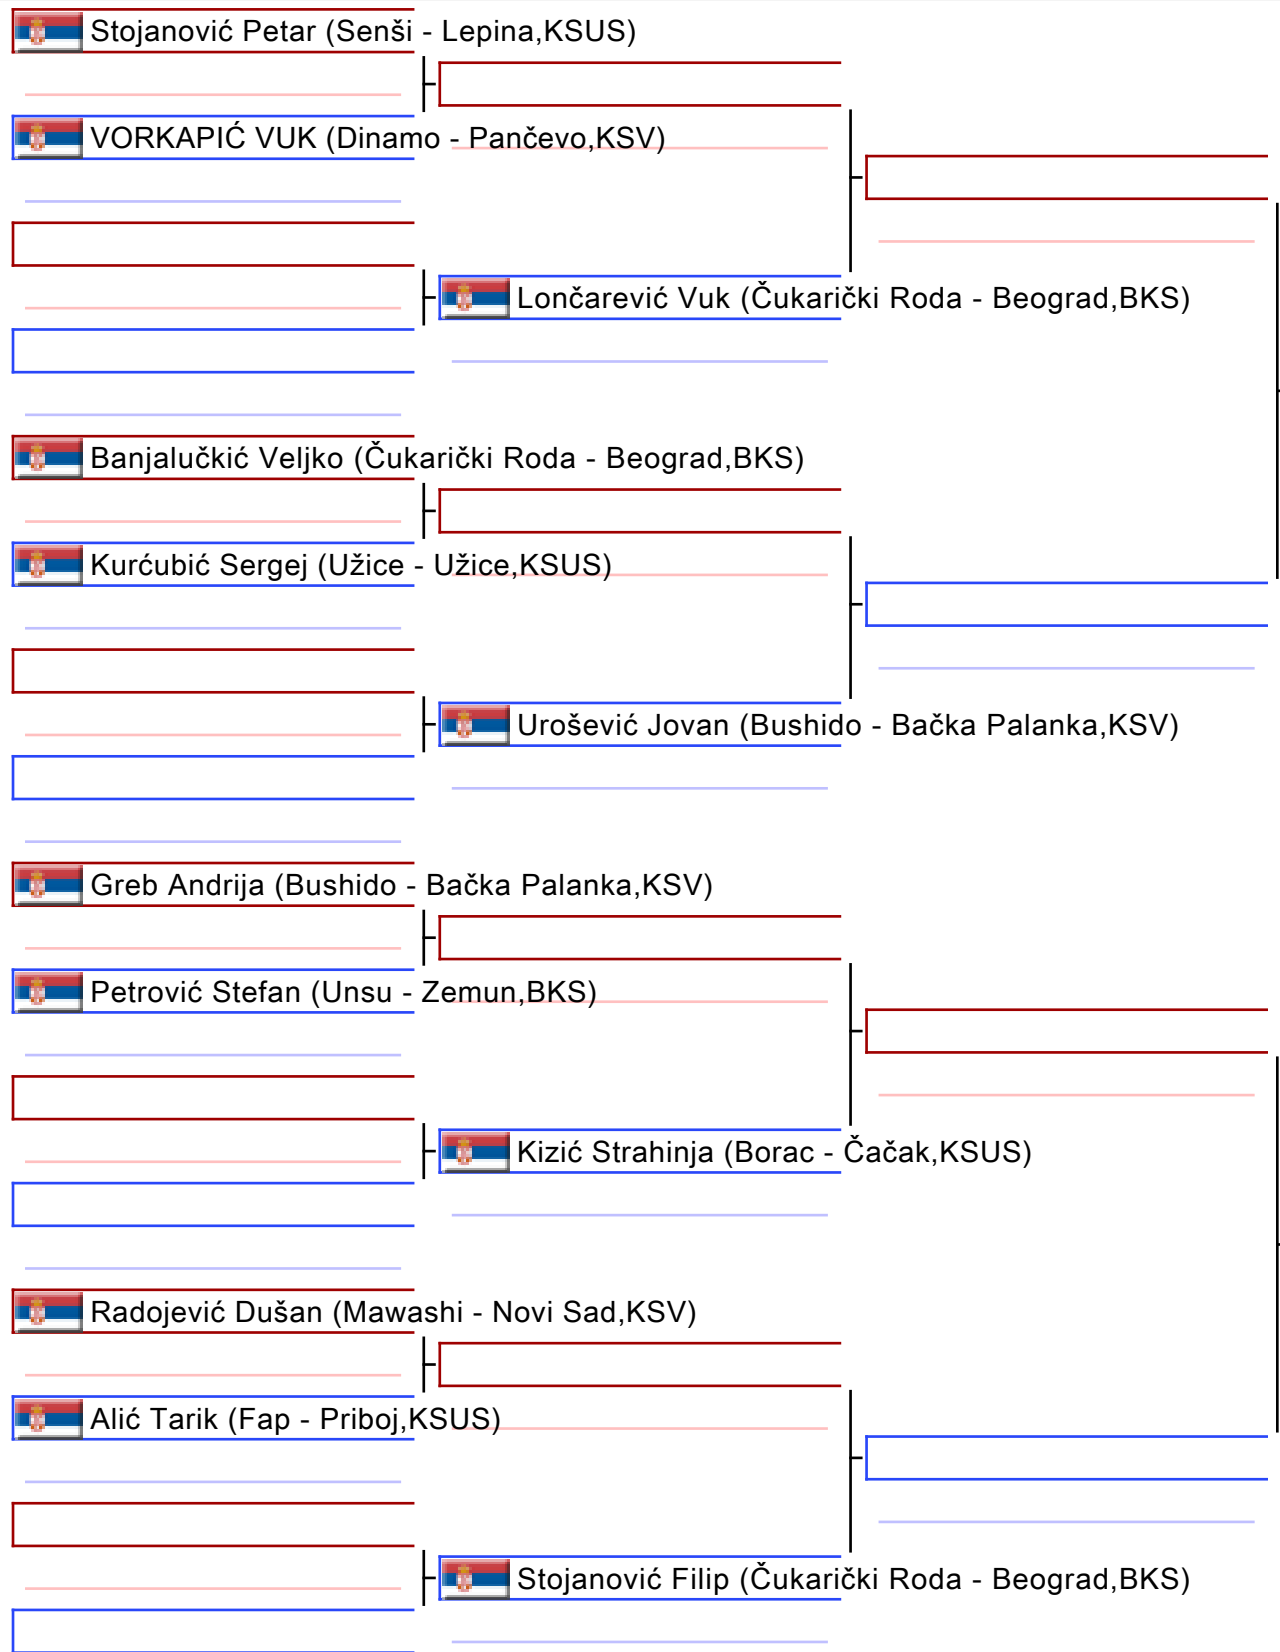 Stojanović Petar (Senši - Lepina,KSUS)
VORKAPIĆ VUK (Dinamo - Pančevo,KSV)
Lončarević Vuk (Čukarički Roda - Beograd,BKS)
Banjalučkić Veljko (Čukarički Roda - Beograd,BKS)
Kurćubić Sergej (Užice - Užice,KSUS)
Urošević Jovan (Bushido - Bačka Palanka,KSV)
Greb Andrija (Bushido - Bačka Palanka,KSV)
Petrović Stefan (Unsu - Zemun,BKS)
Kizić Strahinja (Borac - Čačak,KSUS)
Radojević Dušan (Mawashi - Novi Sad,KSV)
Alić Tarik (Fap - Priboj,KSUS)
Stojanović Filip (Čukarički Roda - Beograd,BKS)